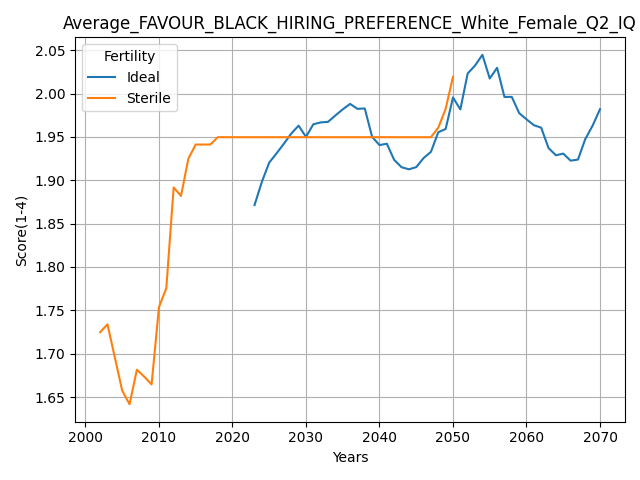 Average_FAVOUR_BLACK_HIRING_PREFERENCE_White_Female_Q2_IQ
Fertility
Ideal
Sterile
Score(1-4)
2.05
2.00
1.95
1.90
1.85
1.80
1.75
1.70
1.65
2000 2010 2020 2030 2040 2050 2060 2070
Years